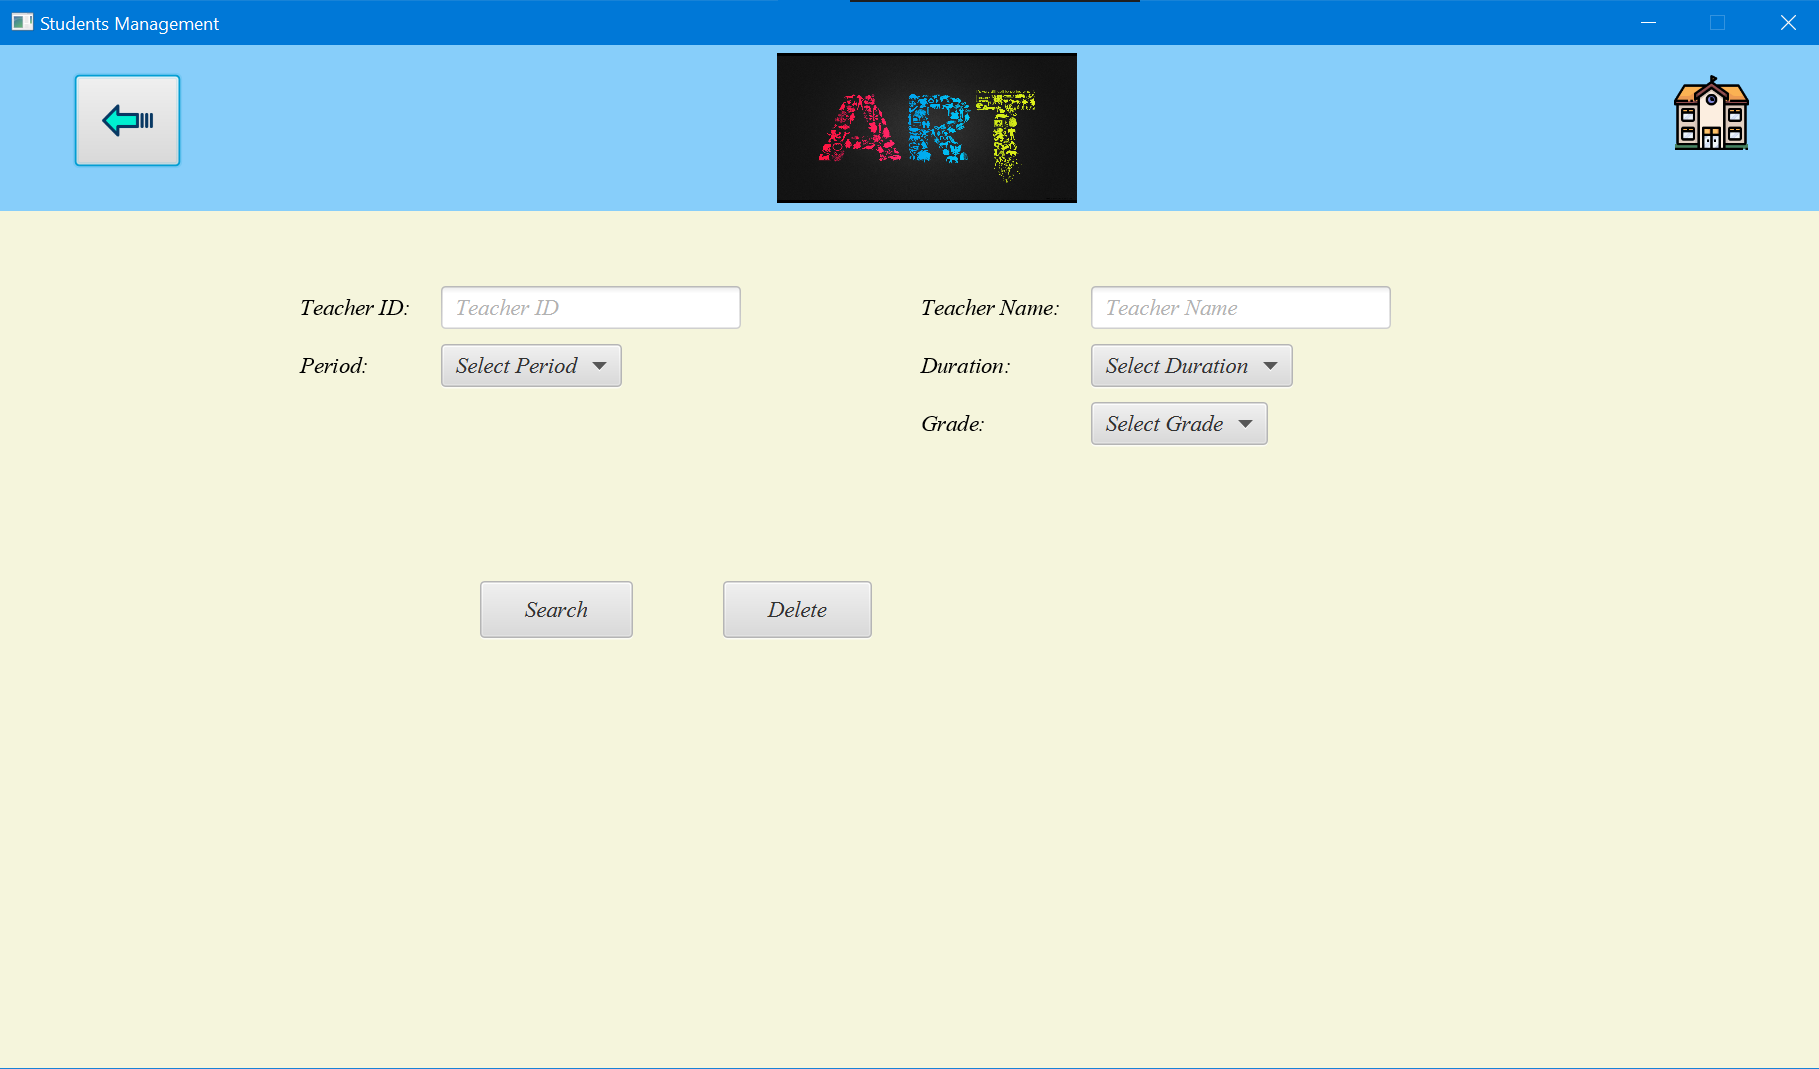 Students Management
ART
Teacher ID: Teacher ID Teacher Name: Teacher Name
Period: Select Period Duration: Select Duration
Grade: Select Grade
Search Delete